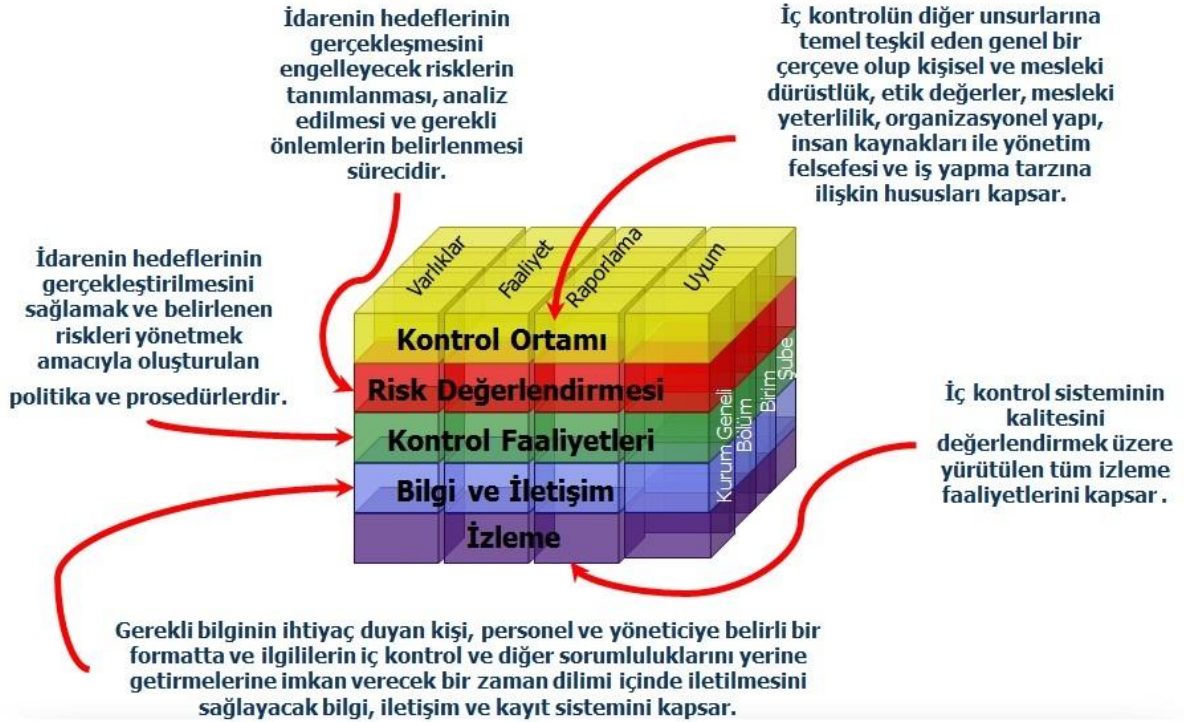 İdarenin hedeflerinin
gerçekleşmesini
engelleyecek risklerin
tanımlanması, analiz
edilmesi ve gerekli
önlemlerin belirlenmesi
sürecidir.
İç kontrolün diğer unsurlarına
temel teşkil eden genel bir
çerçeve olup kişisel ve mesleki
dürüstlük, etik değerler, mesleki
yeterlilik, organizasyonel yapı,
insan kaynakları ile yönetim
felsefesi ve iş yapma tarzına
ilişkin hususları kapsar.
İdarenin hedeflerinin
gerçekleştirilmesini
sağlamak ve belirlenen
riskleri yönetmek
amacıyla oluşturulan
politika ve prosedürlerdir.
Varlıklar
Faaliyet
Raporlama
Uyum
Kontrol Ortamı
Risk Değerlendirmesi
Kontrol Faaliyetleri
Bilgi ve İletişim
İzleme
Kurum Geneli
Bölüm
Birim
Şube
İç kontrol sisteminin
kalitesini
değerlendirmek üzere
yürütülen tüm izleme
faaliyetlerini kapsar .
Gerekli bilginin ihtiyaç duyan kişi, personel ve yöneticiye belirli bir
formatta ve ilgililerin iç kontrol ve diğer sorumluluklarını yerine
getirmelerine imkan verecek bir zaman dilimi içinde iletilmesini
sağlayacak bilgi, iletişim ve kayıt sistemini kapsar.